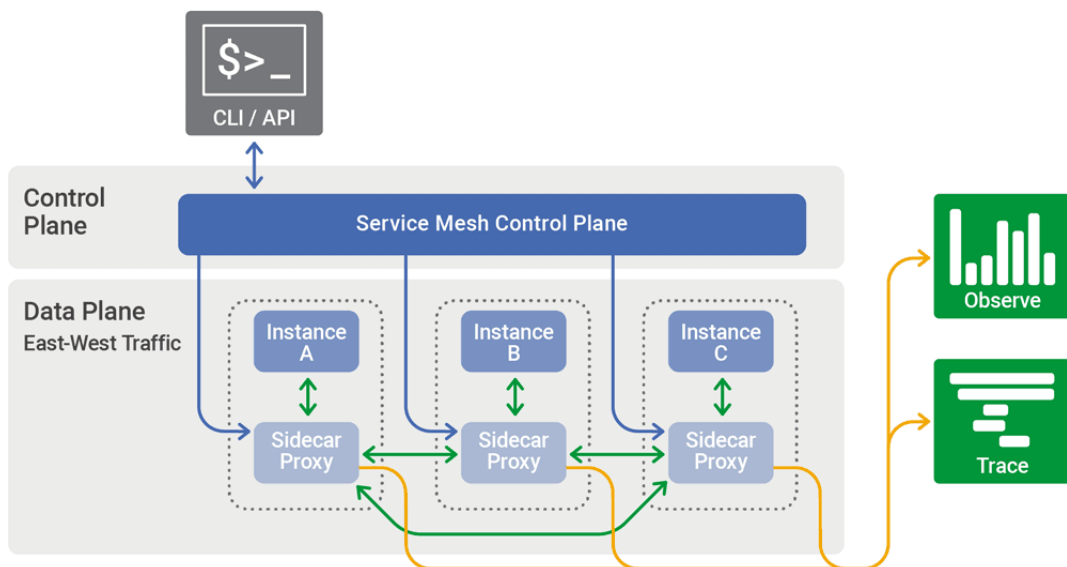 $>_
CLI / API
Control
Plane
Service Mesh Control Plane
Data Plane
East-West Traffic
Instance
A
Instance
B
Instance
C
Sidecar
Proxy
Sidecar
Proxy
Sidecar
Proxy
Observe
Trace